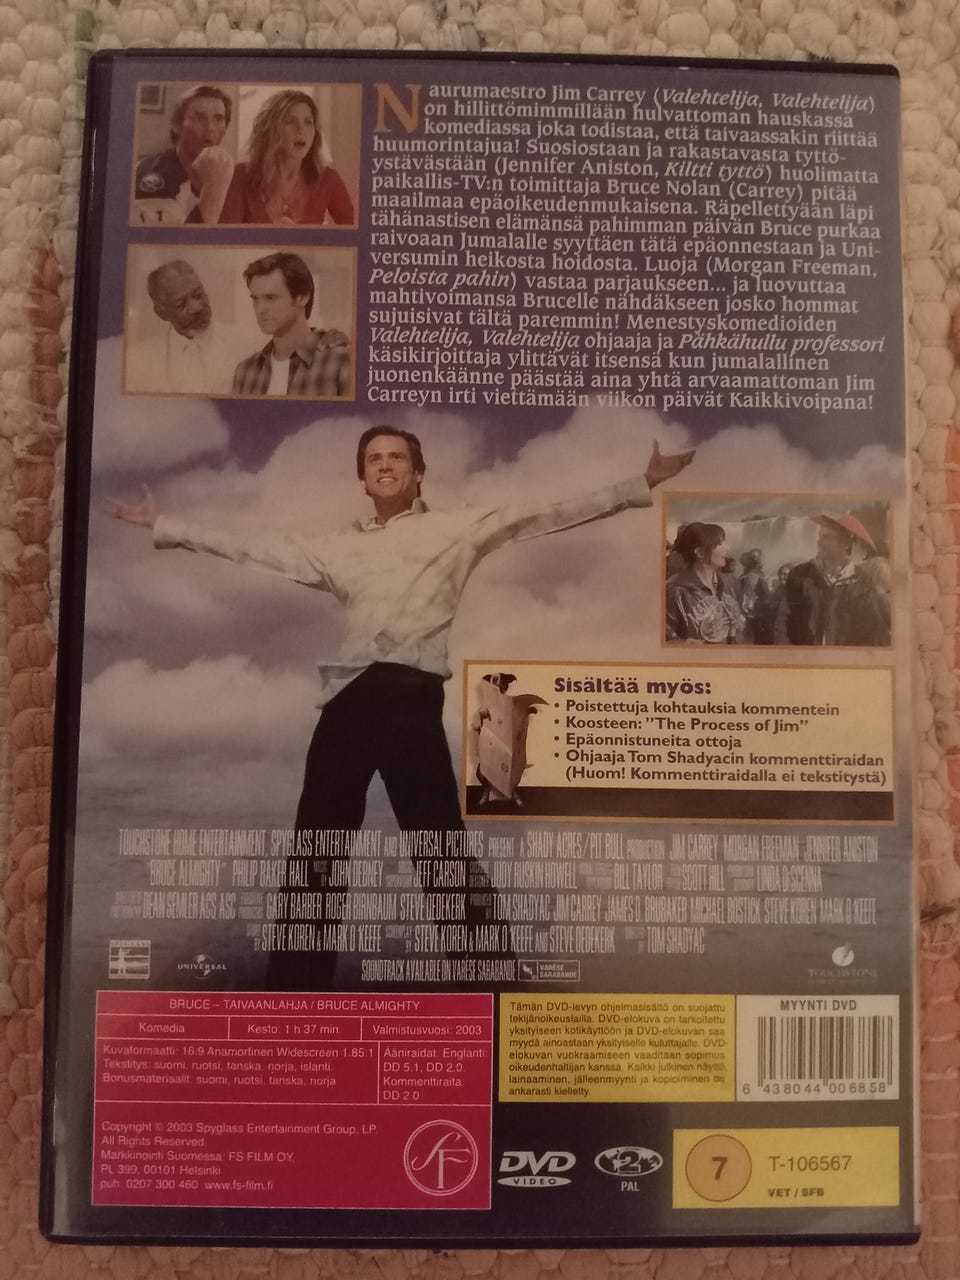 Naurumaestro Jim Carrey (Valehtelija, Valehtelija)
on hillittömimmillään hulvattoman hauskassa
komediassa joka todistaa, että taivaassakin riittää
huumorintajua! Suosiostaan ja rakastavasta tyttö-
ystävästään (Jennifer Aniston, Kiltti tyttö) huolimatta
paikallis-TV:n toimittaja Bruce Nolan (Carrey) pitää
maailmaa epäoikeudenmukaisena. Räpellettyään läpi
tähänastisen elämänsä pahimman päivän Bruce purkaa
raivoaan Jumalalle syyttäen tätä epäonnestaan ja Uni-
versumin heikosta hoidosta. Luoja (Morgan Freeman,
Peloista pahin) vastaa parjaukseen... ja luovuttaa
mahtivoimansa Brucelle nähdäkseen josko hommat
sujuisivat tältä paremmin! Menestyskomedioiden
Valehtelija, Valehtelija ohjaaja ja Pähkähullu professori
käsikirjoittaja ylittävät itsensä kun jumalallinen
juonenkäänne päästää aina yhtä arvaamattoman Jim
Carreyn irti viettämään viikon päivät Kaikkivoipana!
Sisältää myös:
• Poistettuja kohtauksia kommentein
• Koosteen: ”The Process of Jim”
• Epäonnistuneita ottoja
• Ohjaaja Tom Shadyacin kommenttiraidan
(Huom! Kommenttiraidalla ei tekstitystä)
TOUCHSTONE HOME ENTERTAINMENT, SPYGLASS ENTERTAINMENT AND UNIVERSAL PICTURES PRESENT A SHADY ACRES/PIT BULL PRODUCTION JIM CARREY MORGAN FREEMAN JENNIFER ANISTON
"BRUCE ALMIGHTY" PHILIP BAKER HALL MUSIC BY JOHN DEBNEY JEFF CARSON JUDY RUSKIN HOWELL BILL TAYLOR SCOTT HILL LINDA DESCENNA
DEAN SEMLER ACS ASC GARY BARBER ROGER BIRNBAUM STEVE OEDEKERK PRODUCED BY TOM SHADYAC JIM CARREY JAMES D. BRUBAKER MICHAEL BOSTICK STEVE KOREN MARK O'KEEFE
STORY BY STEVE KOREN & MARK O'KEEFE SCREENPLAY BY STEVE KOREN & MARK O'KEEFE AND STEVE OEDEKERK DIRECTED BY TOM SHADYAC
SOUNDTRACK AVAILABLE ON VARÈSE SARABANDE VARÈSE SARABANDE
SPYGLASS
UNIVERSAL
TOUCHSTONE
BRUCE – TAIVAANLAHJA / BRUCE ALMIGHTY
Komedia
Kesto: 1 h 37 min.
Valmistusvuosi: 2003
Kuvaformaatti: 16:9 Anamorfinen Widescreen 1.85:1
Tekstitys: suomi, ruotsi, tanska, norja, islanti
Bonusmateriaalit: suomi, ruotsi, tanska, norja
Ääniraidat: Englanti:
DD 5.1, DD 2.0
Kommenttiraita:
DD 2.0
Copyright © 2003 Spyglass Entertainment Group, LP.
All Rights Reserved.
Markkinointi Suomessa: FS FILM OY,
PL 399, 00101 Helsinki
puh. 0207 300 460 www.fs-film.fi
SF
Tämän DVD-levyn ohjelmasisältö on suojattu
tekijänoikeuslailla. DVD-elokuva on tarkoitettu
yksityiseen kotikäyttöön ja DVD-elokuvan saa
myydä ainoastaan yksityiselle kuluttajalle. DVD-
elokuvan vuokraamiseen vaaditaan sopimus
oikeudenhaltijan kanssa. Kaikki julkinen näyttö,
lainaaminen, jälleenmyynti ja kopioiminen on
ankarasti kielletty.
MYYNTI DVD
6 438044 006858
DVD
VIDEO
2
PAL
7
T-106567
VET / SFB